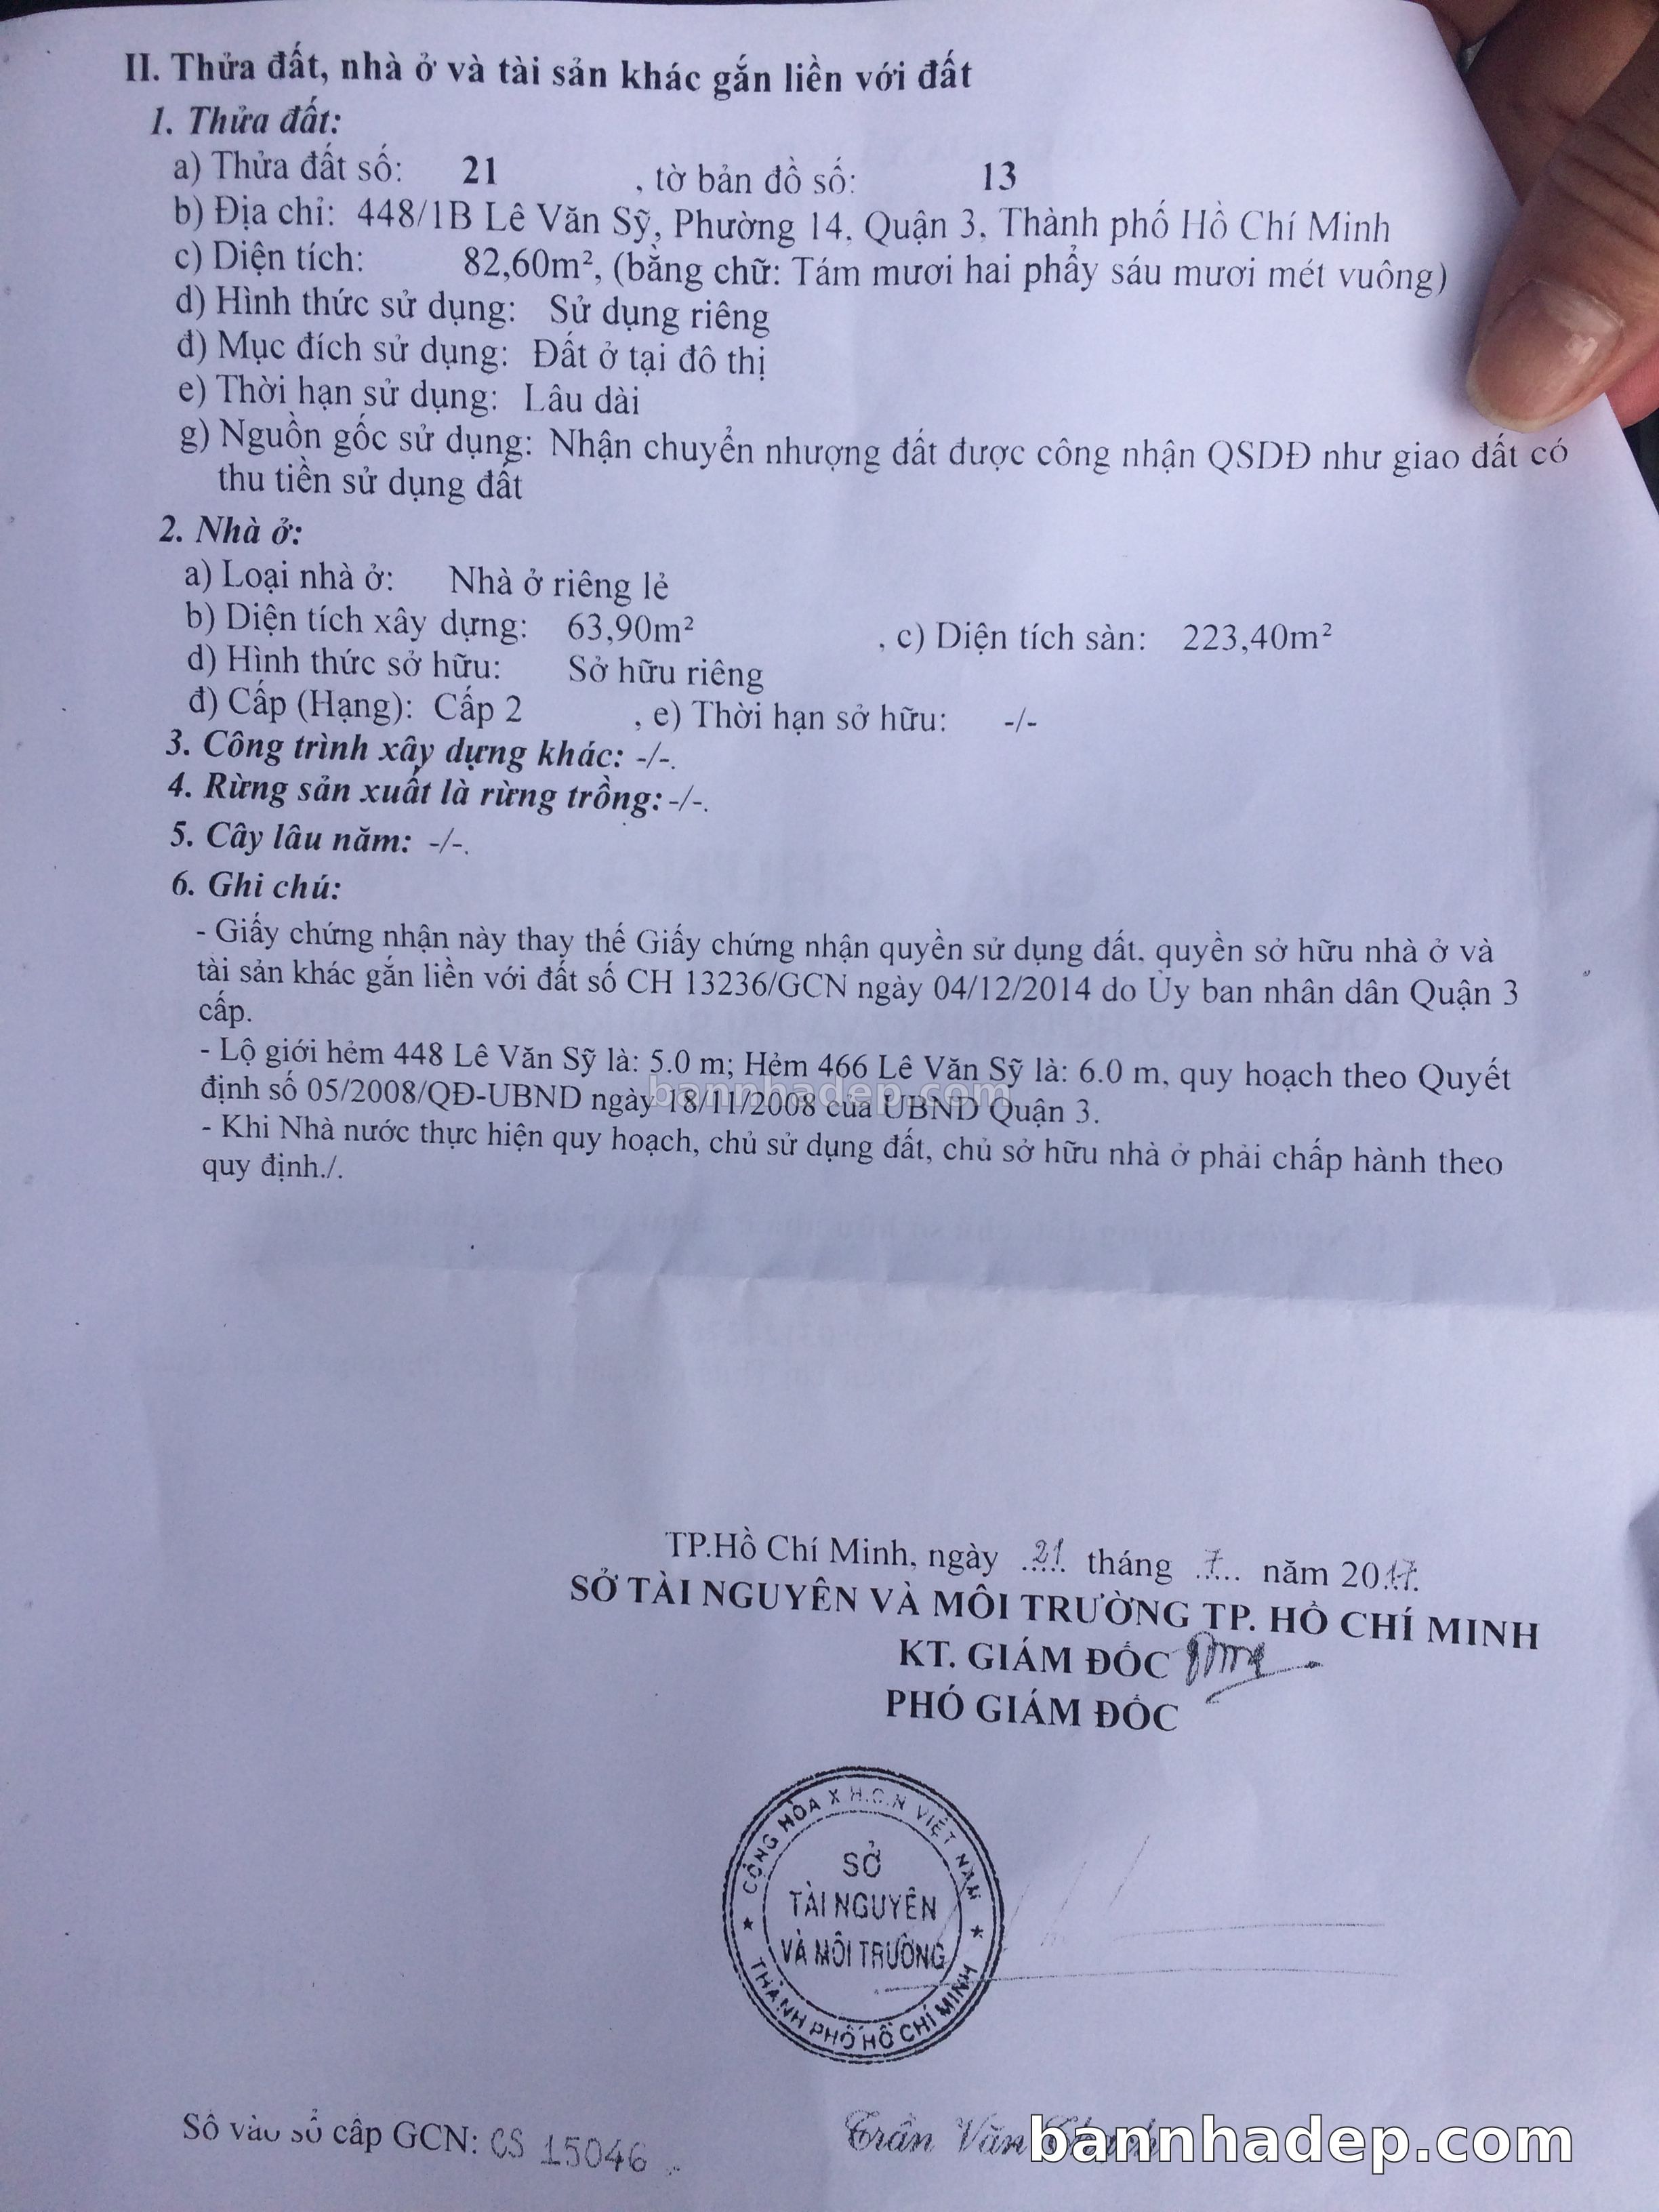 II. Thửa đất, nhà ở và tài sản khác gắn liền với đất
1. Thửa đất:
a) Thửa đất số: 21 , tờ bản đồ số: 13
b) Địa chỉ: 448/1B Lê Văn Sỹ, Phường 14, Quận 3, Thành phố Hồ Chí Minh
c) Diện tích: 82,60m², (bằng chữ: Tám mươi hai phẩy sáu mươi mét vuông)
d) Hình thức sử dụng: Sử dụng riêng
đ) Mục đích sử dụng: Đất ở tại đô thị
e) Thời hạn sử dụng: Lâu dài
g) Nguồn gốc sử dụng: Nhận chuyển nhượng đất được công nhận QSDĐ như giao đất có
thu tiền sử dụng đất
2. Nhà ở:
a) Loại nhà ở: Nhà ở riêng lẻ
b) Diện tích xây dựng: 63,90m² , c) Diện tích sàn: 223,40m²
d) Hình thức sở hữu: Sở hữu riêng
đ) Cấp (Hạng): Cấp 2 , e) Thời hạn sở hữu: -/-
3. Công trình xây dựng khác: -/-.
4. Rừng sản xuất là rừng trồng: -/-.
5. Cây lâu năm: -/-.
6. Ghi chú:
- Giấy chứng nhận này thay thế Giấy chứng nhận quyền sử dụng đất, quyền sở hữu nhà ở và
tài sản khác gắn liền với đất số CH 13236/GCN ngày 04/12/2014 do Ủy ban nhân dân Quận 3
cấp.
- Lộ giới hẻm 448 Lê Văn Sỹ là: 5.0 m; Hẻm 466 Lê Văn Sỹ là: 6.0 m, quy hoạch theo Quyết
định số 05/2008/QĐ-UBND ngày 18/11/2008 của UBND Quận 3.
bannhadep.com
- Khi Nhà nước thực hiện quy hoạch, chủ sử dụng đất, chủ sở hữu nhà ở phải chấp hành theo
quy định./.
TP.Hồ Chí Minh, ngày 21 tháng 7 năm 2017
SỞ TÀI NGUYÊN VÀ MÔI TRƯỜNG TP. HỒ CHÍ MINH
KT. GIÁM ĐỐC
PHÓ GIÁM ĐỐC
CỘNG HÒA X.H.C.N VIỆT NAM
SỞ
TÀI NGUYÊN
VÀ MÔI TRƯỜNG
THÀNH PHỐ HỒ CHÍ MINH
Số vào sổ cấp GCN: CS 15046
Trần Văn
bannhadep.com